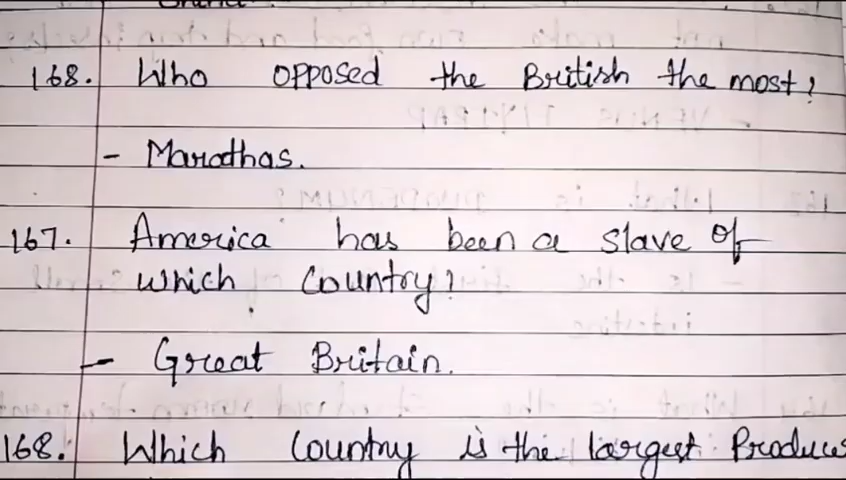 168. Who opposed the British the most?
- Marathas.
167. America has been a slave of
which Country?
- Great Britain.
168. Which Country is the largest Produce